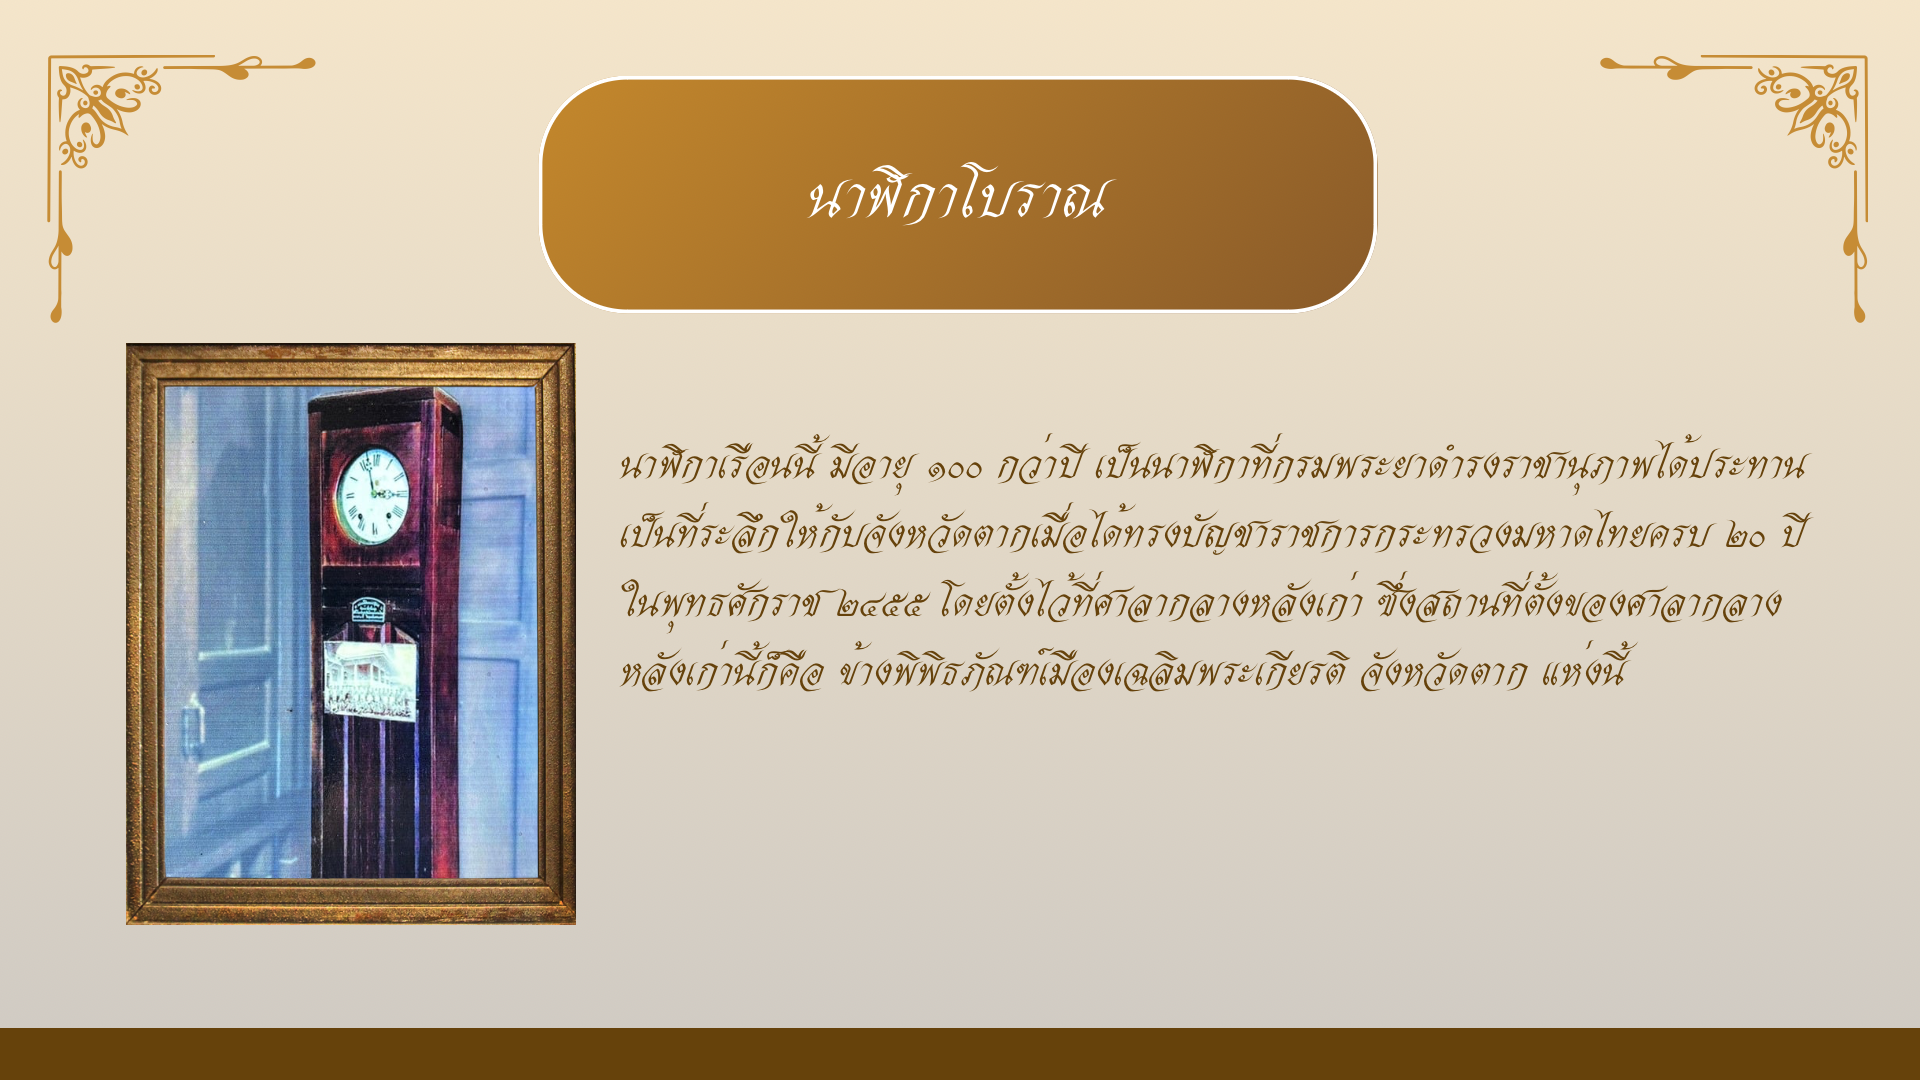 นาฬิกาโบราณ
นาฬิกาเรือนนี้ มีอายุ ๑๐๐ กว่าปี เป็นนาฬิกาที่กรมพระยาดำรงราชานุภาพได้ประทาน
เป็นที่ระลึกให้กับจังหวัดตากเมื่อได้ทรงบัญชาราชการกระทรวงมหาดไทยครบ ๒๐ ปี
ในพุทธศักราช ๒๔๕๕ โดยตั้งไว้ที่ศาลากลางหลังเก่า ซึ่งสถานที่ตั้งของศาลากลาง
หลังเก่านี้ก็คือ ข้างพิพิธภัณฑ์เมืองเฉลิมพระเกียรติ จังหวัดตาก แห่งนี้